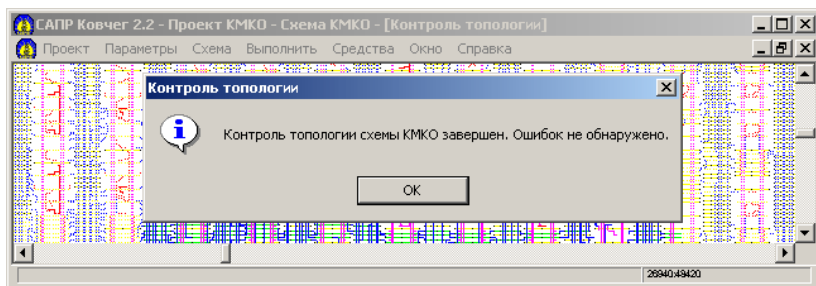 САПР Ковчег 2.2 - Проект КМКО - Схема КМКО - [Контроль топологии]
Проект Параметры Схема Выполнить Средства Окно Справка
Контроль топологии
Контроль топологии схемы КМКО завершен. Ошибок не обнаружено.
OK
26940:49420